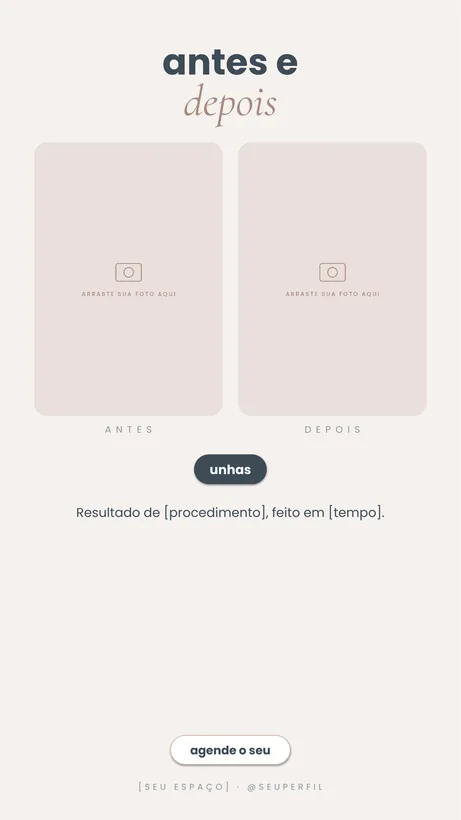 antes e
depois
ARRASTE SUA FOTO AQUI
ARRASTE SUA FOTO AQUI
ANTES
DEPOIS
unhas
Resultado de [procedimento], feito em [tempo].
agende o seu
[SEU ESPAÇO] · @SEUPERFIL